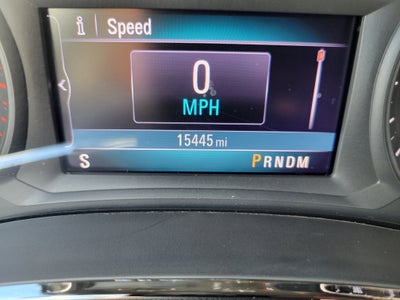 i Speed
0
MPH
15445 mi
S PRNDM